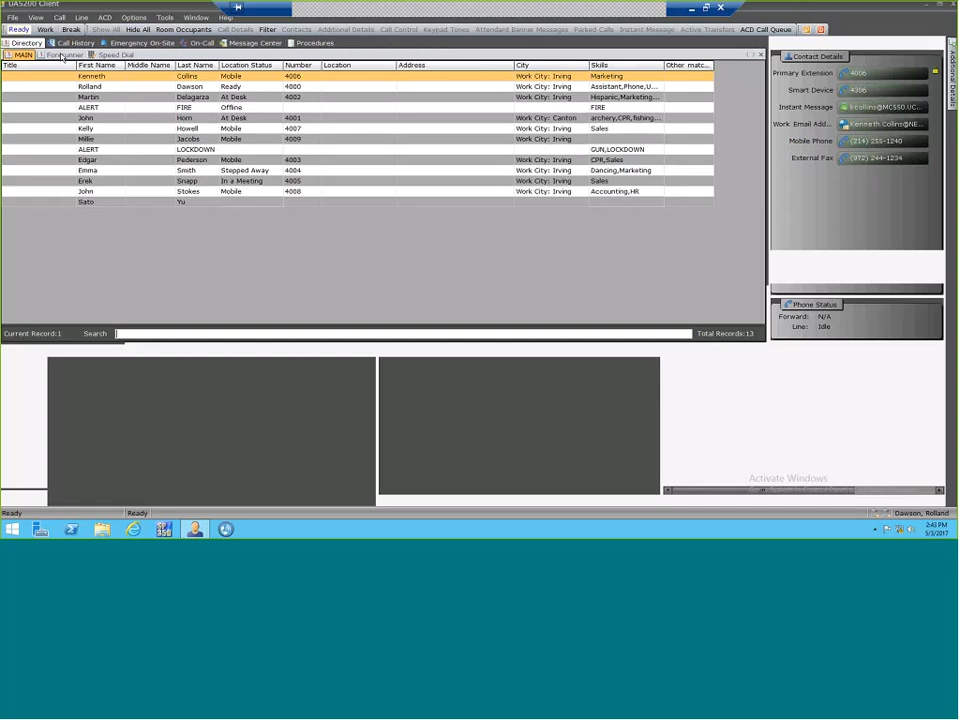 UA5200 Client
File View Call Line ACD Options Tools Window Help
Ready Work Break Show All Hide All Room Occupants Call Details Filter Contacts Additional Details Call Control Keypad Tones Attendant Banner Messages Parked Calls Instant Message Active Transfers ACD Call Queue
Directory Call History Emergency On-Site On-Call Message Center Procedures
MAIN Speed Dial
Title First Name Middle Name Last Name Location Status Number Location Address City Skills Other matc...
Kenneth Collins Mobile 4006 Work City: Irving Marketing
Rolland Dawson Ready 4000 Work City: Irving Assistant,Phone,U...
Martin Delagarza At Desk 4002 Work City: Irving Hispanic,Marketing...
ALERT FIRE Offline FIRE
John Horn At Desk 4001 Work City: Canton archery,CPR,fishing...
Kelly Howell Mobile 4007 Work City: Irving Sales
Millie Jacobs Mobile 4009 Work City: Irving
ALERT LOCKDOWN GUN,LOCKDOWN
Edgar Pederson Mobile 4003 Work City: Irving CPR,Sales
Emma Smith Stepped Away 4004 Work City: Irving Dancing,Marketing
Erek Snapp In a Meeting 4005 Work City: Irving Sales
John Stokes Mobile 4008 Work City: Irving Accounting,HR
Sato Yu
Current Record:1 Search Total Records:13
Contact Details
Primary Extension 4006
Smart Device 4306
Instant Message kcollins@MCS50.UC...
Work Email Add... Kenneth.Collins@NE...
Mobile Phone (214) 255-1240
External Fax (972) 244-1234
Additional Details
Phone Status
Forward: N/A
Line: Idle
Activate Windows
Ready Ready Dawson, Rolland
2:43 PM
5/3/2017